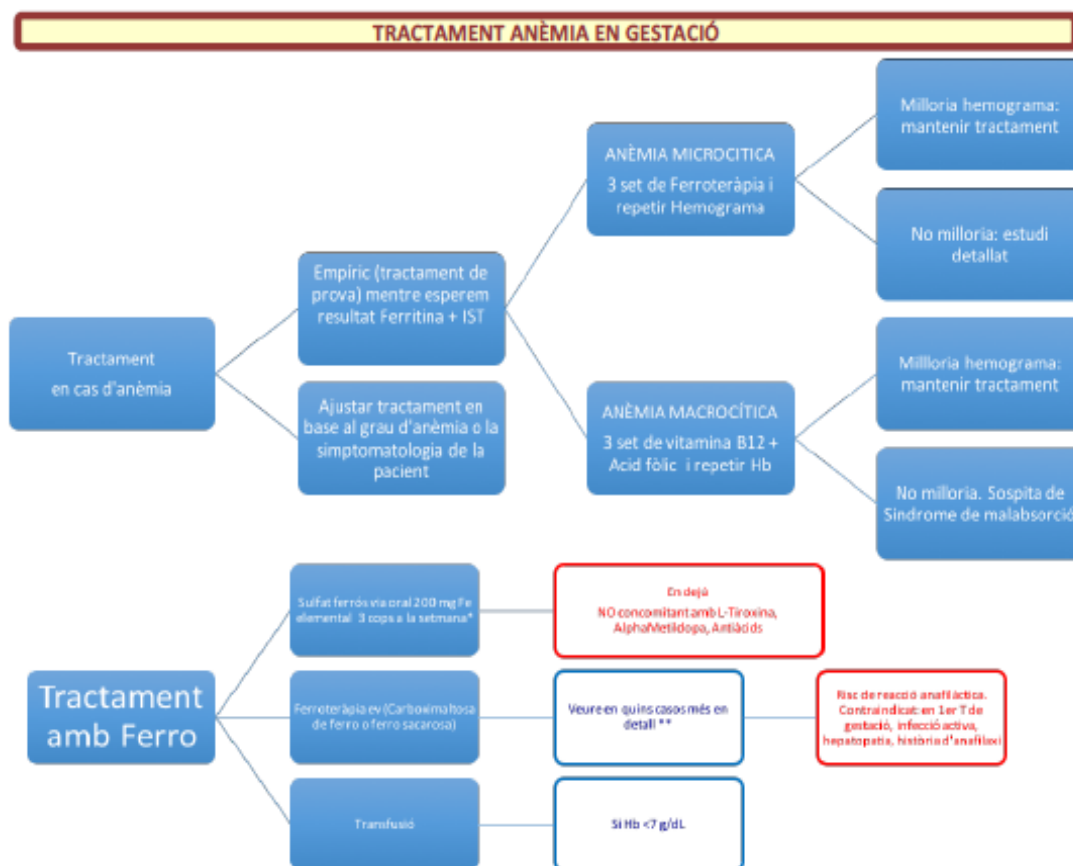 TRACTAMENT ANÈMIA EN GESTACIÓ
Tractament
en cas d'anèmia
Empíric (tractament de
prova) mentre esperem
resultat Ferritina + IST
Ajustar tractament en
base al grau d'anèmia o la
simptomatologia de la
pacient
ANÈMIA MICROCITICA
3 set de Ferroteràpia i
repetir Hemograma
Milloria hemograma:
mantenir tractament
No milloria: estudi
detallat
ANÈMIA MACROCÍTICA
3 set de vitamina B12 +
Acid fòlic i repetir Hb
Millloria hemograma:
mantenir tractament
No milloria. Sospita de
Síndrome de malabsorció
Tractament
amb Ferro
Sulfat ferrós via oral 200 mg Fe
elemental 3 cops a la setmana*
En dejà
NO concomitant amb L-Tiroxina,
AlphaMetildopa, Antiàcids
Ferroteràpia ev (Carboximaltosa
de ferro o ferro sacarosa)
Veure en quins casos més en
detall **
Risc de reacció anafilàctica.
Contraindicat: en 1er T de
gestació, infecció activa,
hepatopatia, història d'anafilaxi
Transfusió
Si Hb <7 g/dL